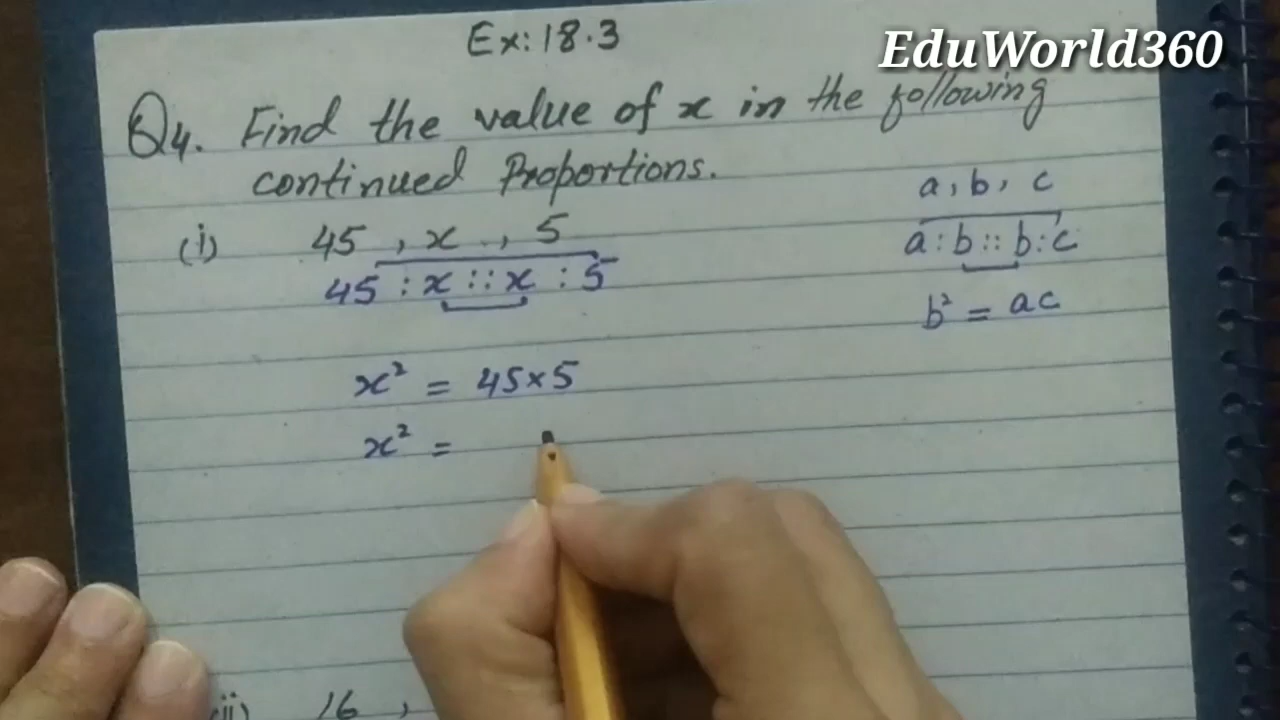 EduWorld360
Ex: 18.3
Q4. Find the value of x in the following
continued Proportions.
a, b, c
(i) 45, x, 5
a : b :: b : c
45 : x :: x : 5
b² = ac
x² = 45×5
x² =
(ii) 16,